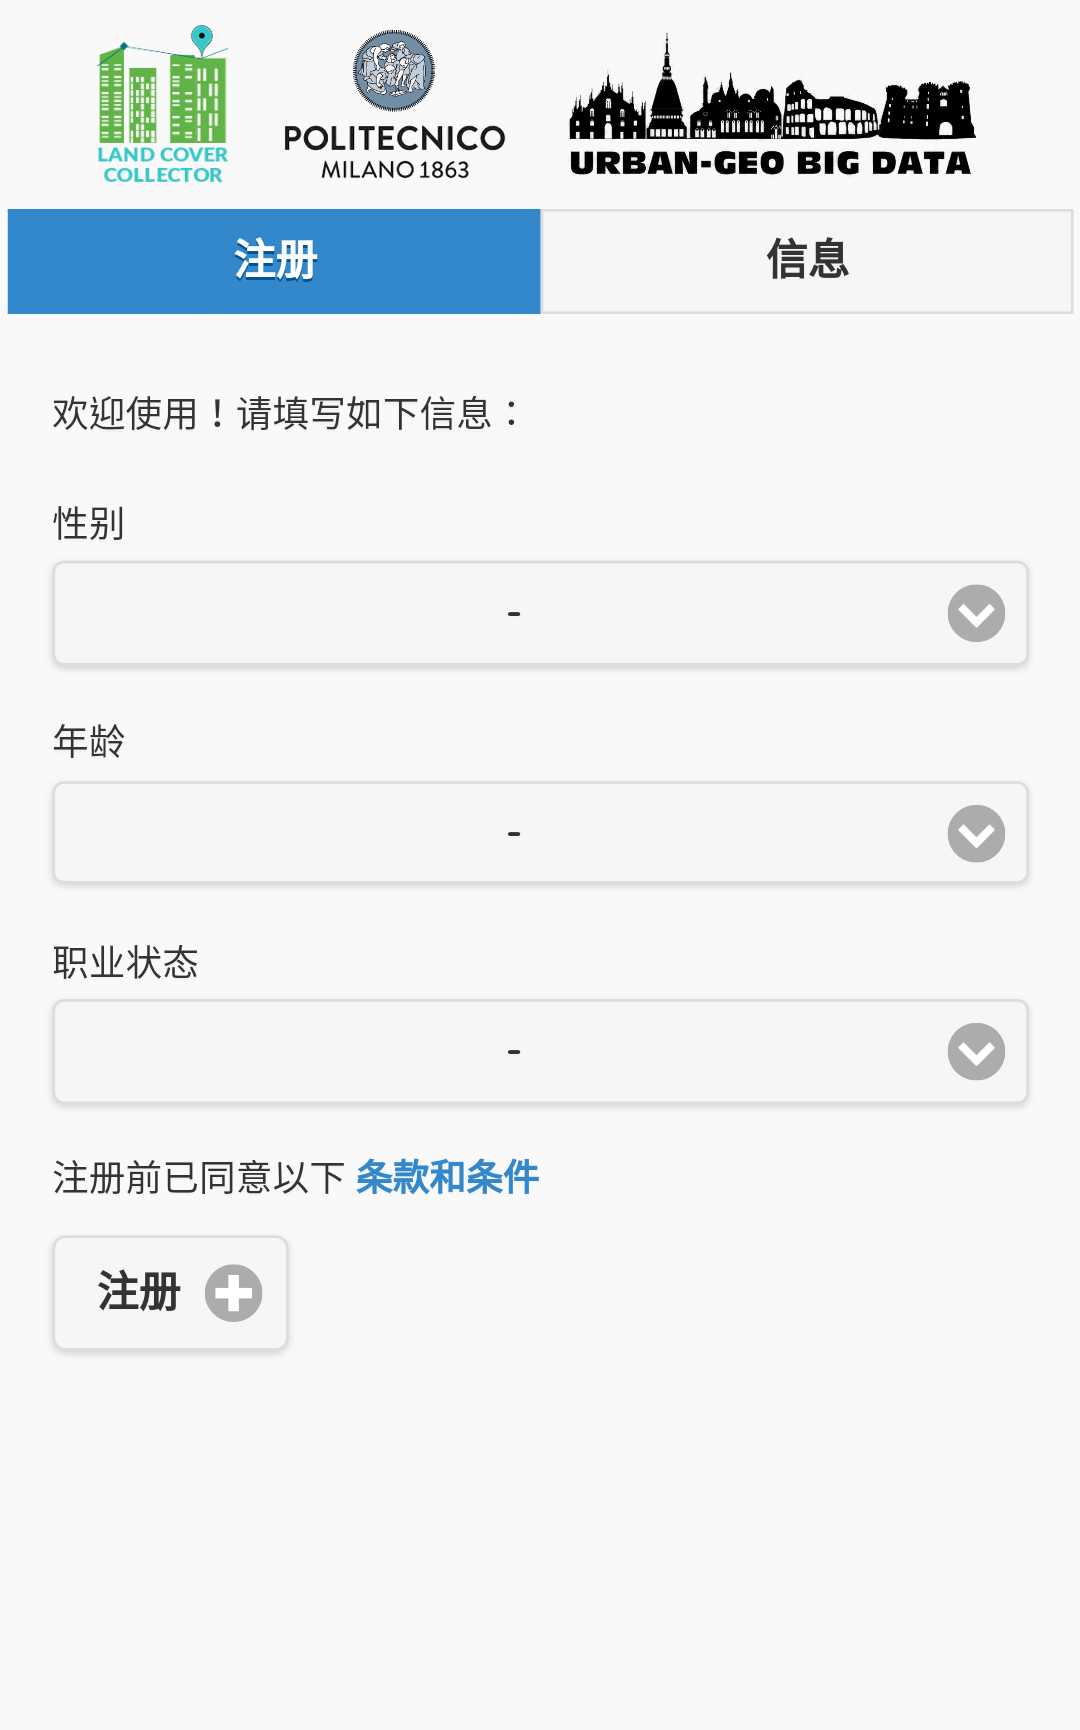 LAND COVER
COLLECTOR
POLITECNICO
MILANO 1863
URBAN-GEO BIG DATA
注册
信息
欢迎使用！请填写如下信息：
性别
-
年龄
-
职业状态
-
注册前已同意以下 条款和条件
注册